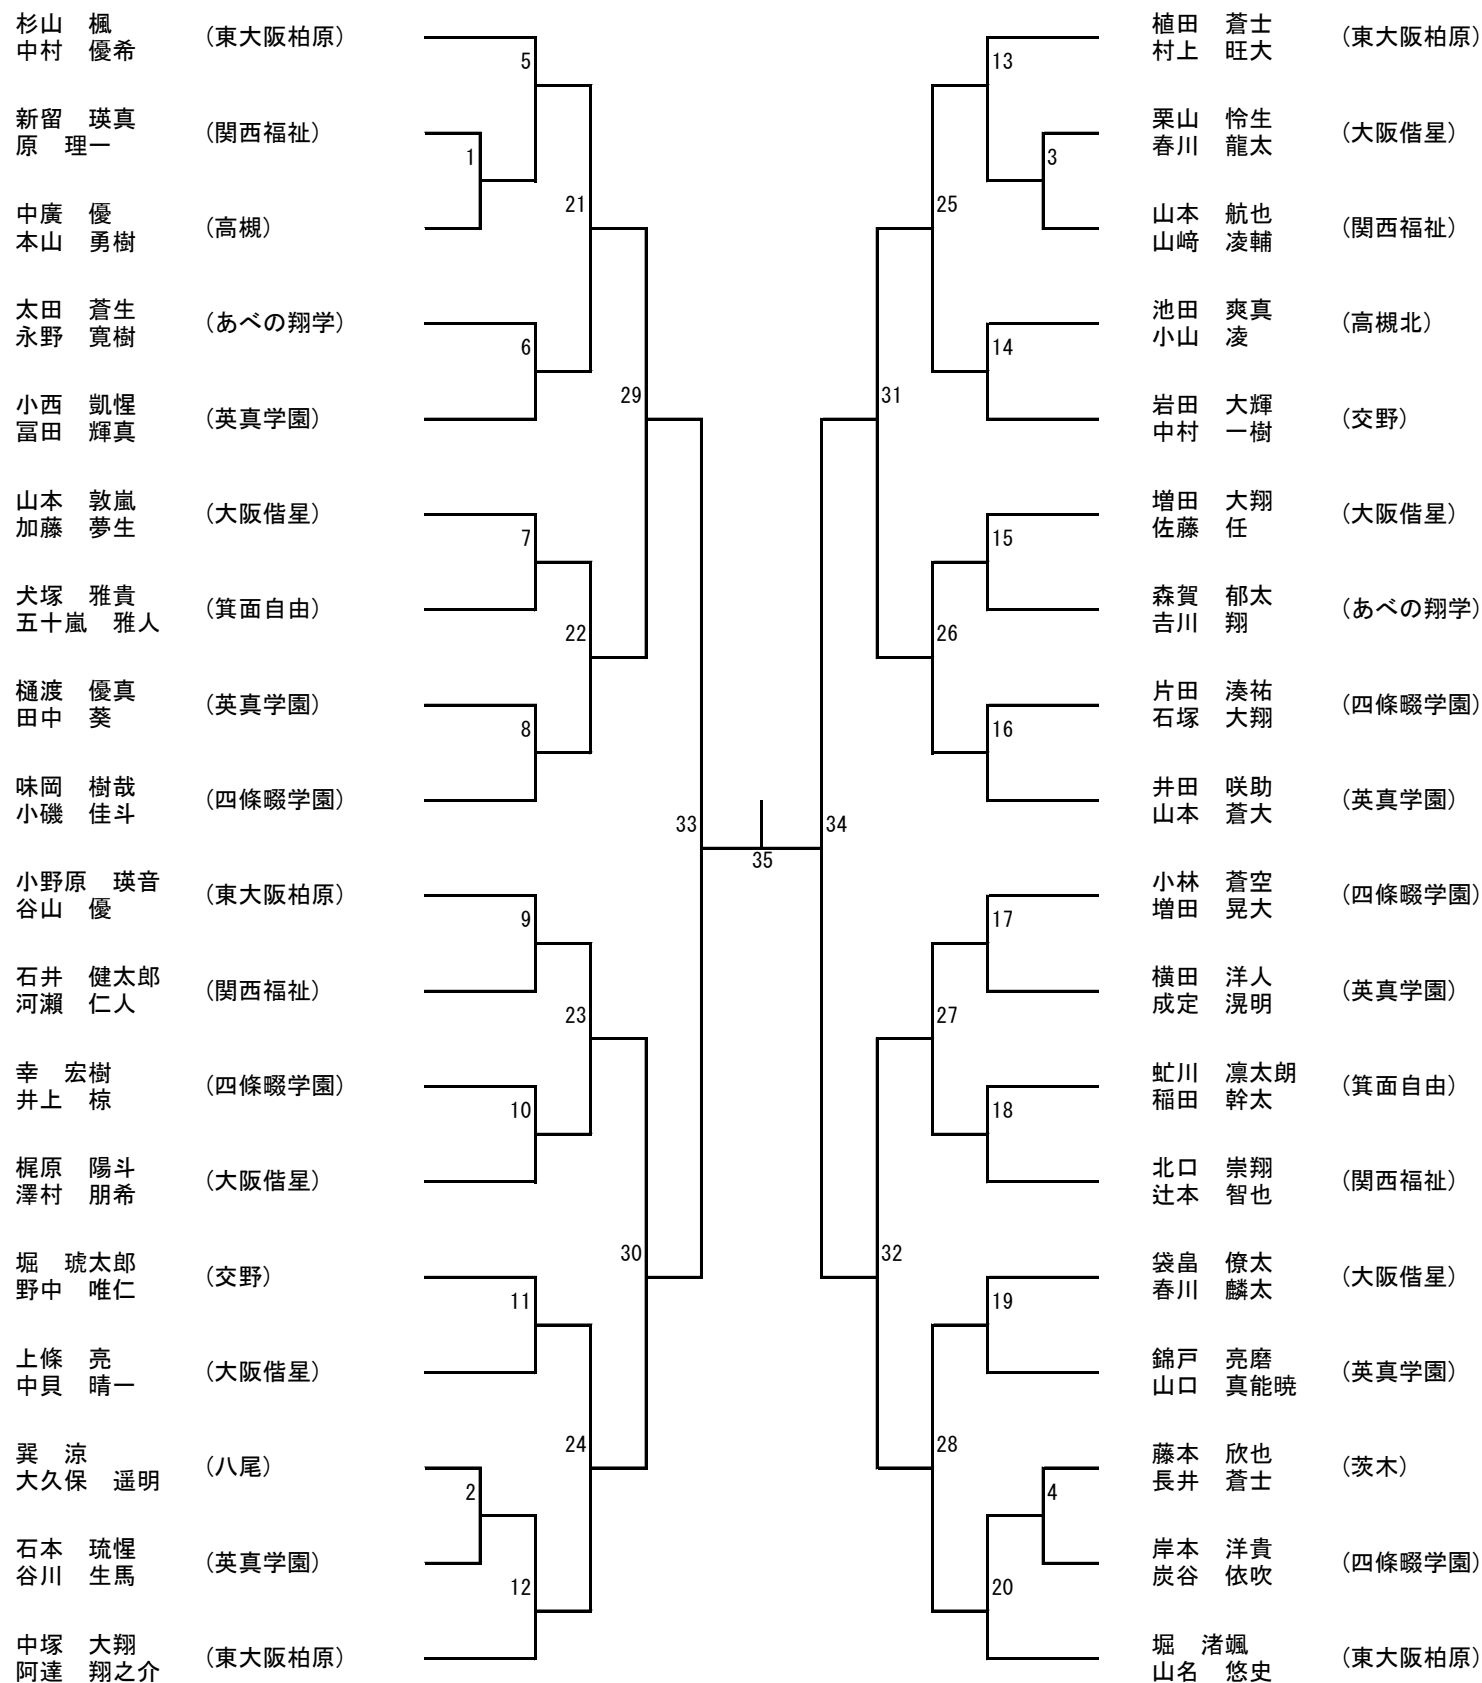 杉山　楓
中村　優希
（東大阪柏原）
新留　瑛真
原　理一
（関西福祉）
中廣　優
本山　勇樹
（高槻）
太田　蒼生
永野　寛樹
（あべの翔学）
小西　凱惺
冨田　輝真
（英真学園）
山本　敦嵐
加藤　夢生
（大阪偕星）
犬塚　雅貴
五十嵐　雅人
（箕面自由）
樋渡　優真
田中　葵
（英真学園）
味岡　樹哉
小磯　佳斗
（四條畷学園）
小野原　瑛音
谷山　優
（東大阪柏原）
石井　健太郎
河瀨　仁人
（関西福祉）
幸　宏樹
井上　椋
（四條畷学園）
梶原　陽斗
澤村　朋希
（大阪偕星）
堀　琥太郎
野中　唯仁
（交野）
上條　亮
中貝　晴一
（大阪偕星）
巽　涼
大久保　遥明
（八尾）
石本　琉惺
谷川　生馬
（英真学園）
中塚　大翔
阿達　翔之介
（東大阪柏原）
5
1
21
6
29
7
22
8
33
9
23
10
30
11
24
2
12
35
34
13
3
25
14
31
15
26
16
17
27
18
32
19
28
4
20
植田　蒼士
村上　旺大
（東大阪柏原）
栗山　怜生
春川　龍太
（大阪偕星）
山本　航也
山﨑　凌輔
（関西福祉）
池田　爽真
小山　凌
（高槻北）
岩田　大輝
中村　一樹
（交野）
増田　大翔
佐藤　任
（大阪偕星）
森賀　郁太
𠮷川　翔
（あべの翔学）
片田　湊祐
石塚　大翔
（四條畷学園）
井田　咲助
山本　蒼大
（英真学園）
小林　蒼空
増田　晃大
（四條畷学園）
横田　洋人
成定　滉明
（英真学園）
虻川　凛太朗
稲田　幹太
（箕面自由）
北口　崇翔
辻本　智也
（関西福祉）
袋畠　僚太
春川　麟太
（大阪偕星）
錦戸　亮磨
山口　真能暁
（英真学園）
藤本　欣也
長井　蒼士
（茨木）
岸本　洋貴
炭谷　依吹
（四條畷学園）
堀　渚颯
山名　悠史
（東大阪柏原）